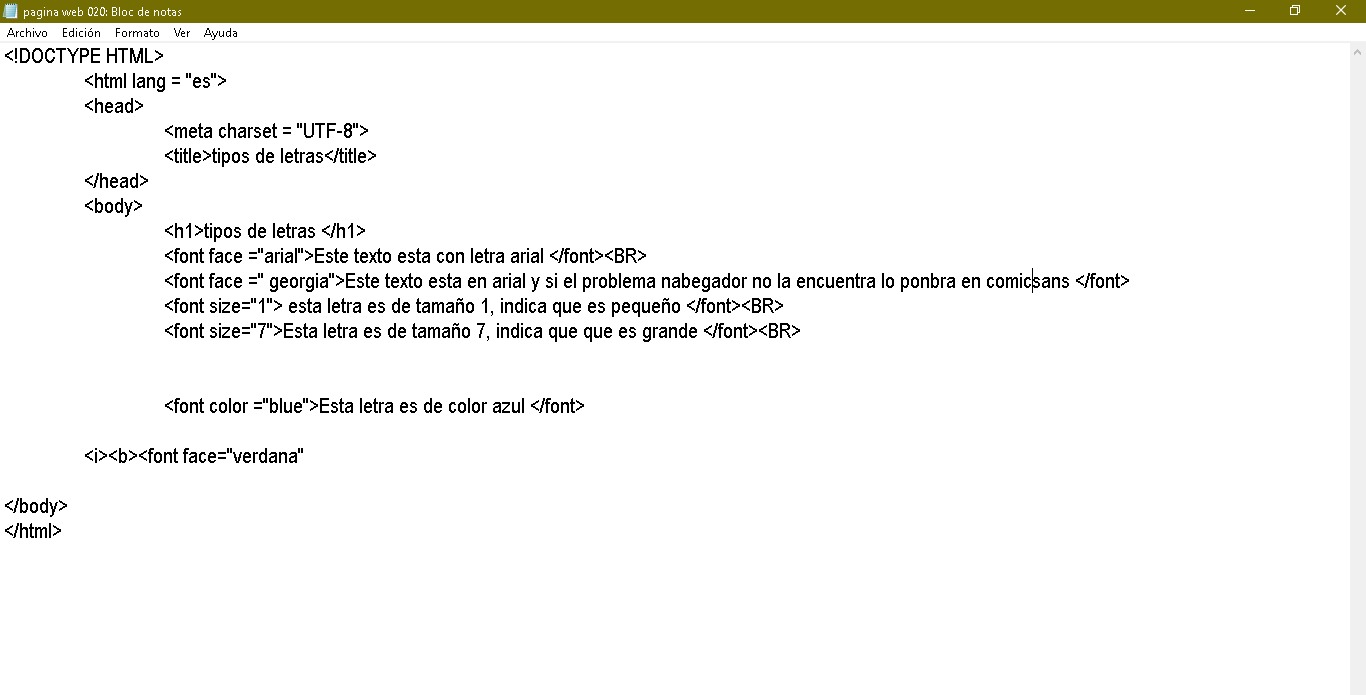 pagina web 020: Bloc de notas
Archivo Edición Formato Ver Ayuda
<!DOCTYPE HTML>
<html lang = "es">
<head>
<meta charset = "UTF-8">
<title>tipos de letras</title>
</head>
<body>
<h1>tipos de letras </h1>
<font face ="arial">Este texto esta con letra arial </font><BR>
<font face =" georgia">Este texto esta en arial y si el problema nabegador no la encuentra lo ponbra en comicsans </font>
<font size="1"> esta letra es de tamaño 1, indica que es pequeño </font><BR>
<font size="7">Esta letra es de tamaño 7, indica que que es grande </font><BR>
<font color ="blue">Esta letra es de color azul </font>
<i><b><font face="verdana"
</body>
</html>